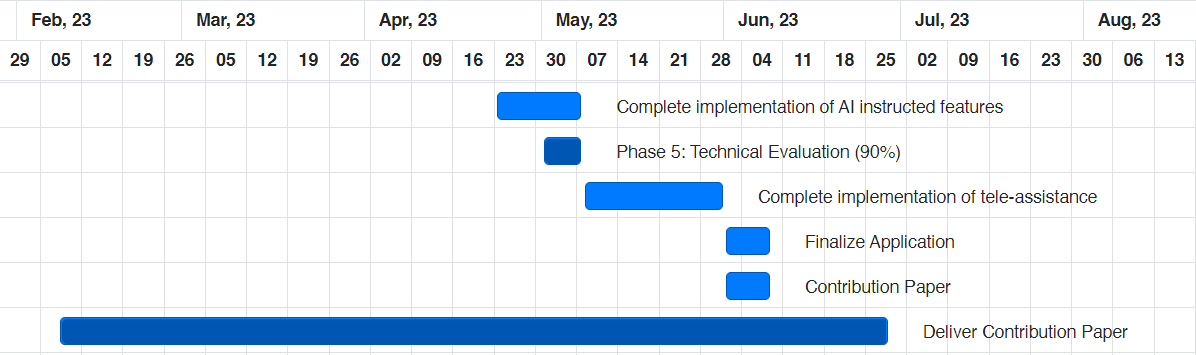 Feb, 23 Mar, 23 Apr, 23 May, 23 Jun, 23 Jul, 23 Aug, 23
29 05 12 19 26 05 12 19 26 02 09 16 23 30 07 14 21 28 04 11 18 25 02 09 16 23 30 06 13
Complete implementation of AI instructed features
Phase 5: Technical Evaluation (90%)
Complete implementation of tele-assistance
Finalize Application
Contribution Paper
Deliver Contribution Paper